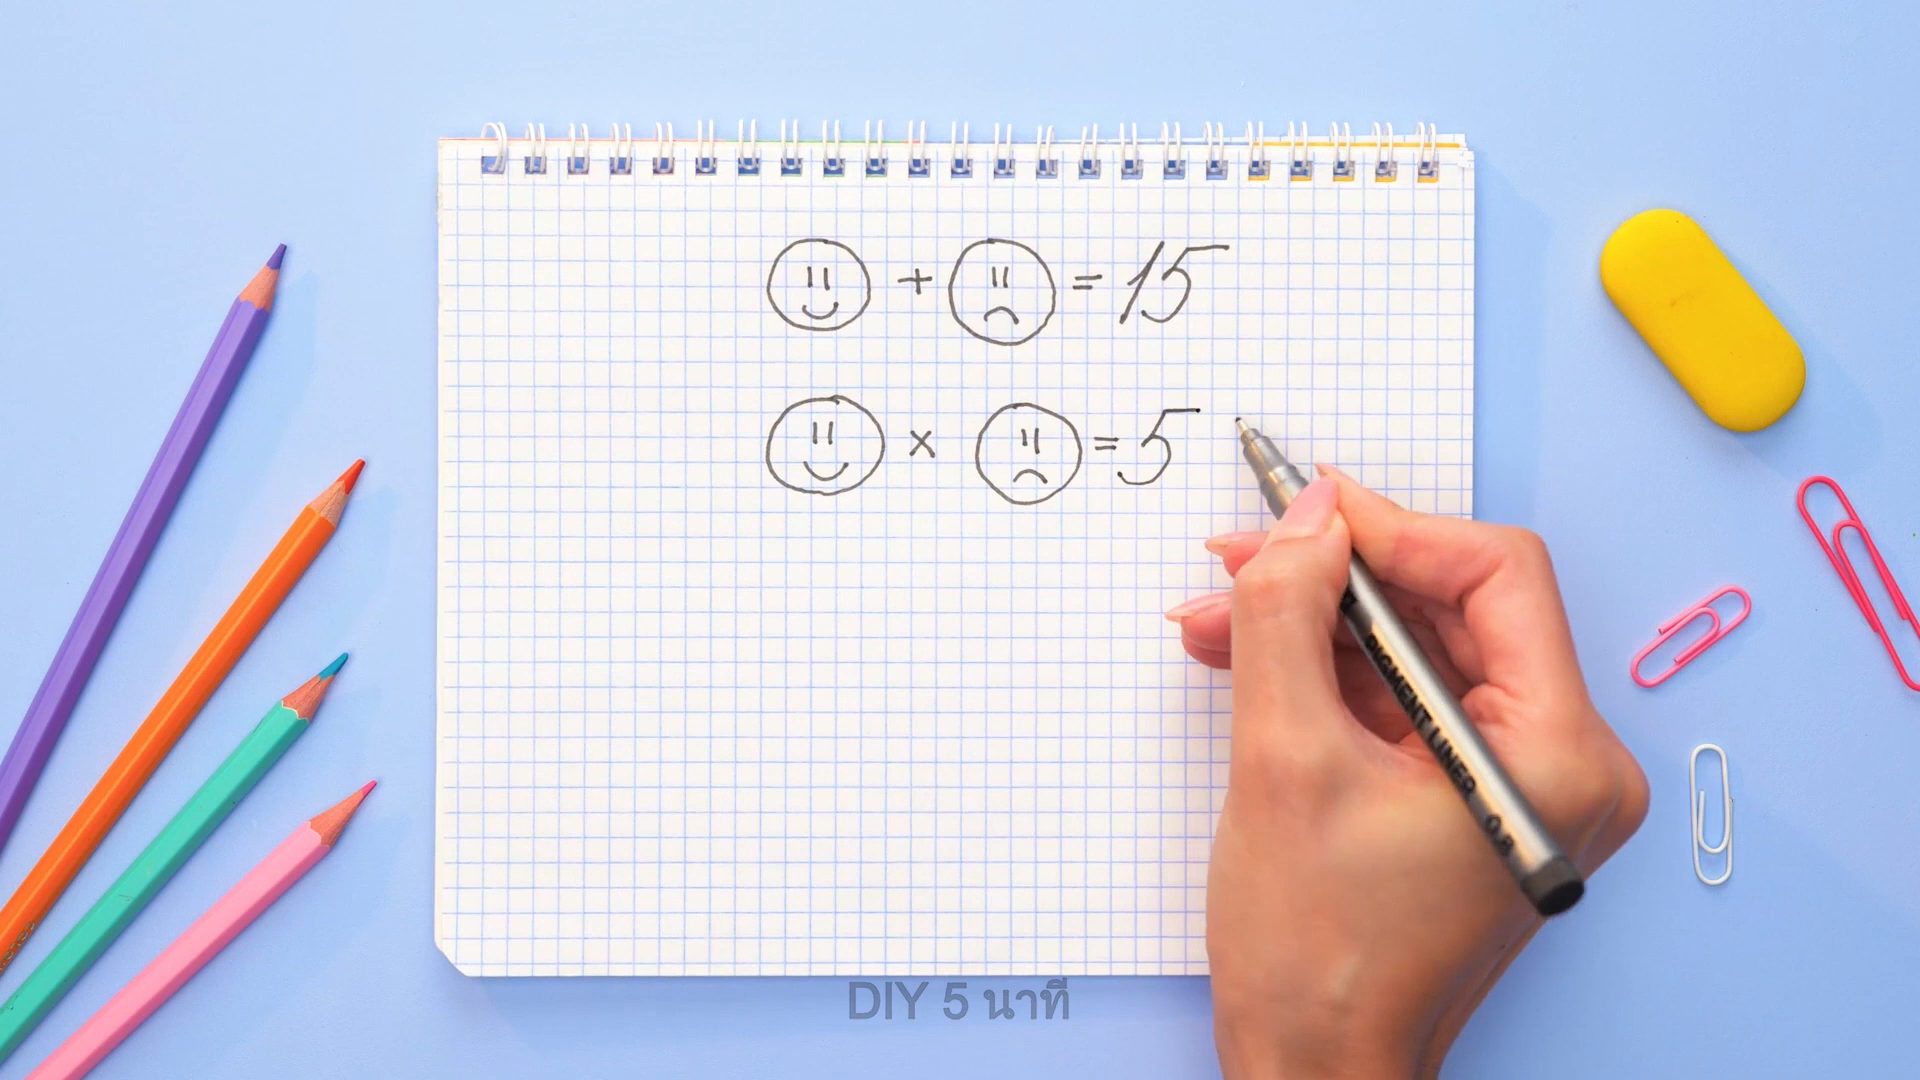 ☺ + ☹ = 15
☺ x ☹ = 5
PIGMENT LINER
DIY 5 นาที